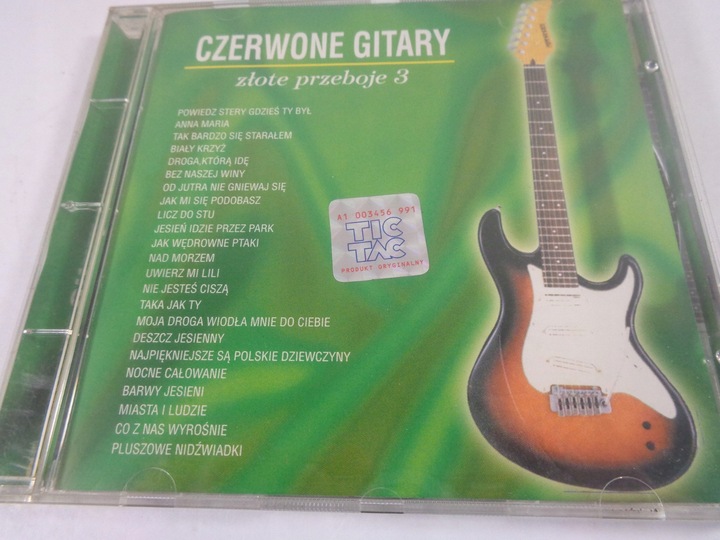 CZERWONE GITARY
złote przeboje 3
POWIEDZ STERY GDZIEŚ TY BYŁ
ANNA MARIA
TAK BARDZO SIĘ STARAŁEM
BIAŁY KRZYŻ
DROGA,KTÓRĄ IDĘ
BEZ NASZEJ WINY
OD JUTRA NIE GNIEWAJ SIĘ
JAK MI SIĘ PODOBASZ
LICZ DO STU
JESIEŃ IDZIE PRZEZ PARK
JAK WĘDROWNE PTAKI
NAD MORZEM
UWIERZ MI LILI
NIE JESTEŚ CISZĄ
TAKA JAK TY
MOJA DROGA WIODŁA MNIE DO CIEBIE
DESZCZ JESIENNY
NAJPIĘKNIEJSZE SĄ POLSKIE DZIEWCZYNY
NOCNE CAŁOWANIE
BARWY JESIENI
MIASTA I LUDZIE
CO Z NAS WYROŚNIE
PLUSZOWE NIDŹWIADKI
A1 003456 991
TIC
TAC
PRODUKT ORYGINALNY